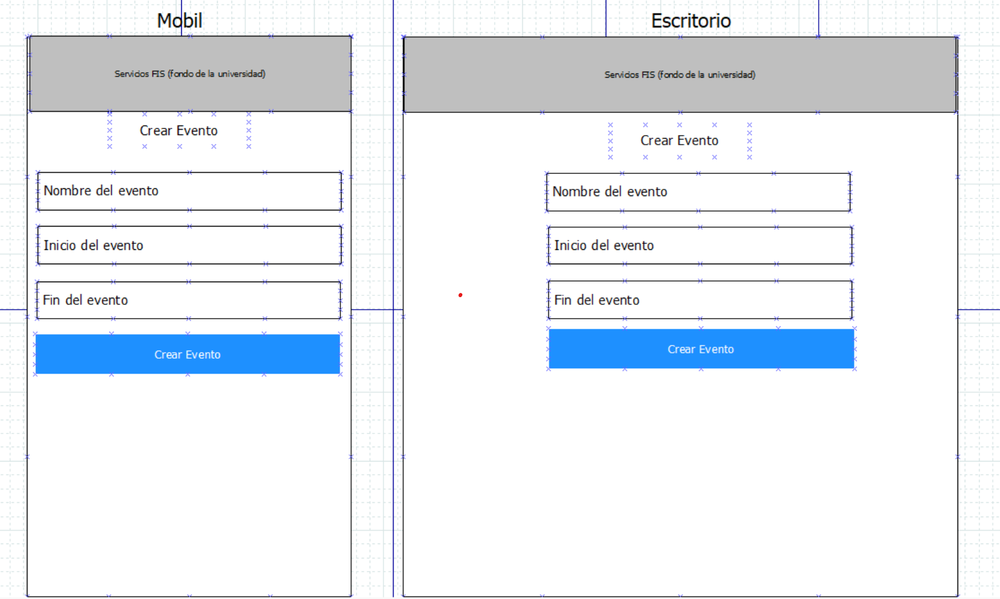 Mobil
Servicios FIS (fondo de la universidad)
Crear Evento
Nombre del evento
Inicio del evento
Fin del evento
Crear Evento
Escritorio
Servicios FIS (fondo de la universidad)
Crear Evento
Nombre del evento
Inicio del evento
Fin del evento
Crear Evento